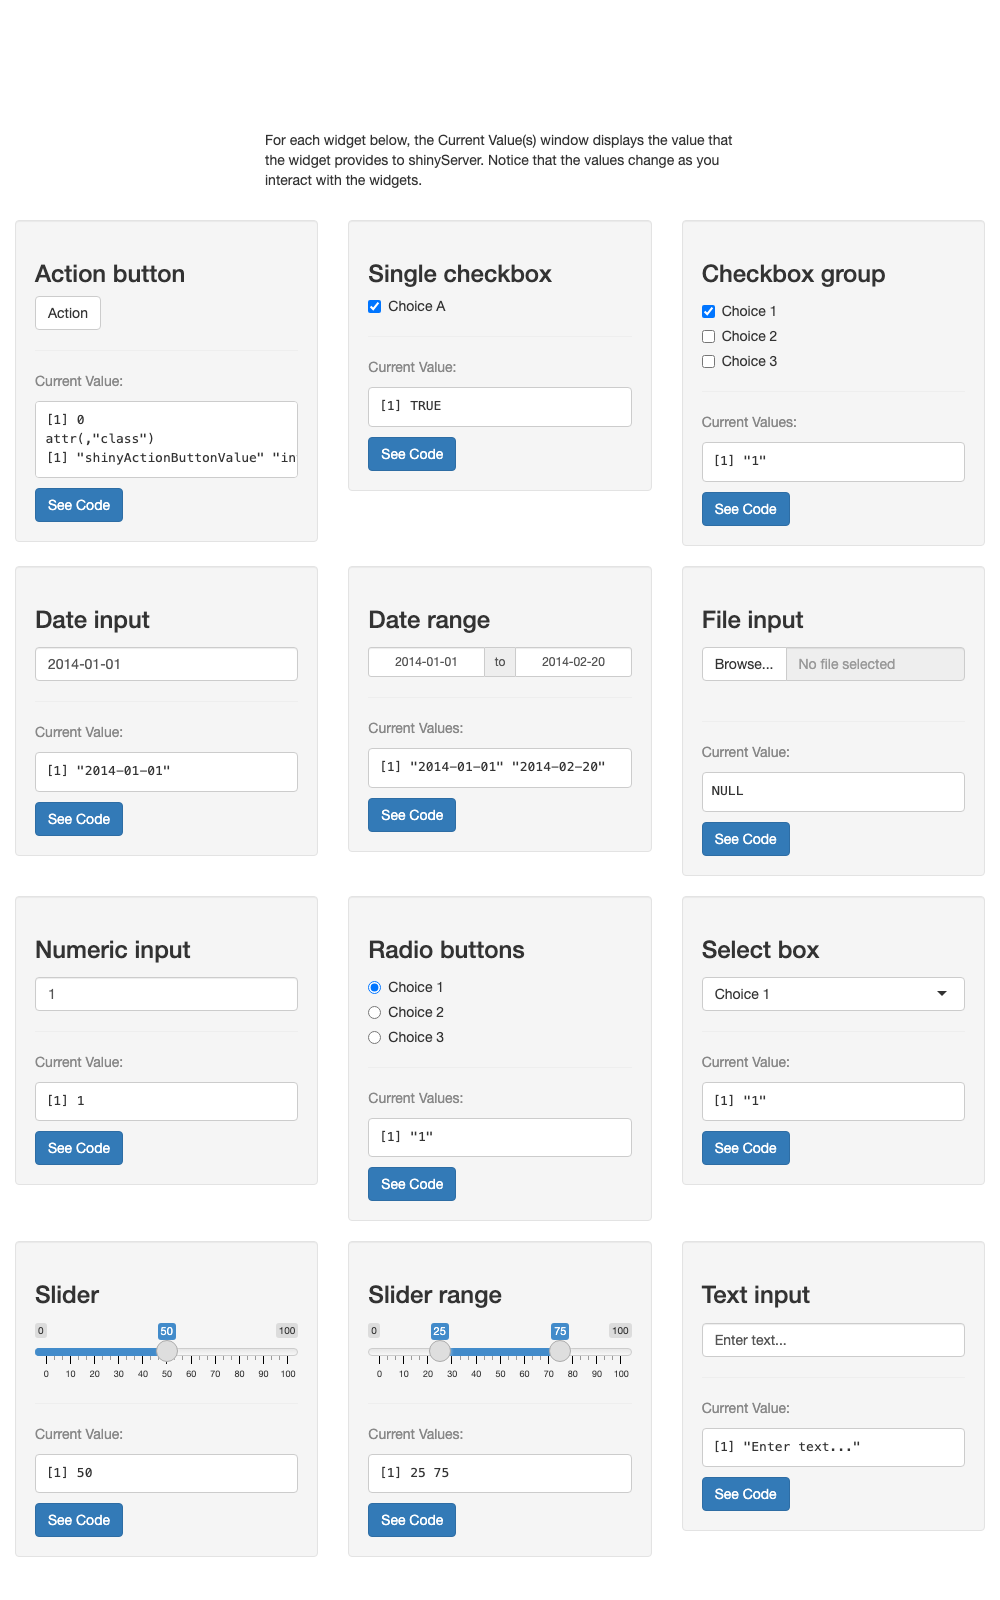 For each widget below, the Current Value(s) window displays the value that
the widget provides to shinyServer. Notice that the values change as you
interact with the widgets.
Action button
Action
Current Value:
[1] 0
attr(,"class")
[1] "shinyActionButtonValue" "in
See Code
Single checkbox
Choice A
Current Value:
[1] TRUE
See Code
Checkbox group
Choice 1
Choice 2
Choice 3
Current Values:
[1] "1"
See Code
Date input
2014-01-01
Current Value:
[1] "2014-01-01"
See Code
Date range
2014-01-01 to 2014-02-20
Current Values:
[1] "2014-01-01" "2014-02-20"
See Code
File input
Browse... No file selected
Current Value:
NULL
See Code
Numeric input
1
Current Value:
[1] 1
See Code
Radio buttons
Choice 1
Choice 2
Choice 3
Current Values:
[1] "1"
See Code
Select box
Choice 1
Current Value:
[1] "1"
See Code
Slider
0 50 100
0 10 20 30 40 50 60 70 80 90 100
Current Value:
[1] 50
See Code
Slider range
0 25 75 100
0 10 20 30 40 50 60 70 80 90 100
Current Values:
[1] 25 75
See Code
Text input
Enter text...
Current Value:
[1] "Enter text..."
See Code